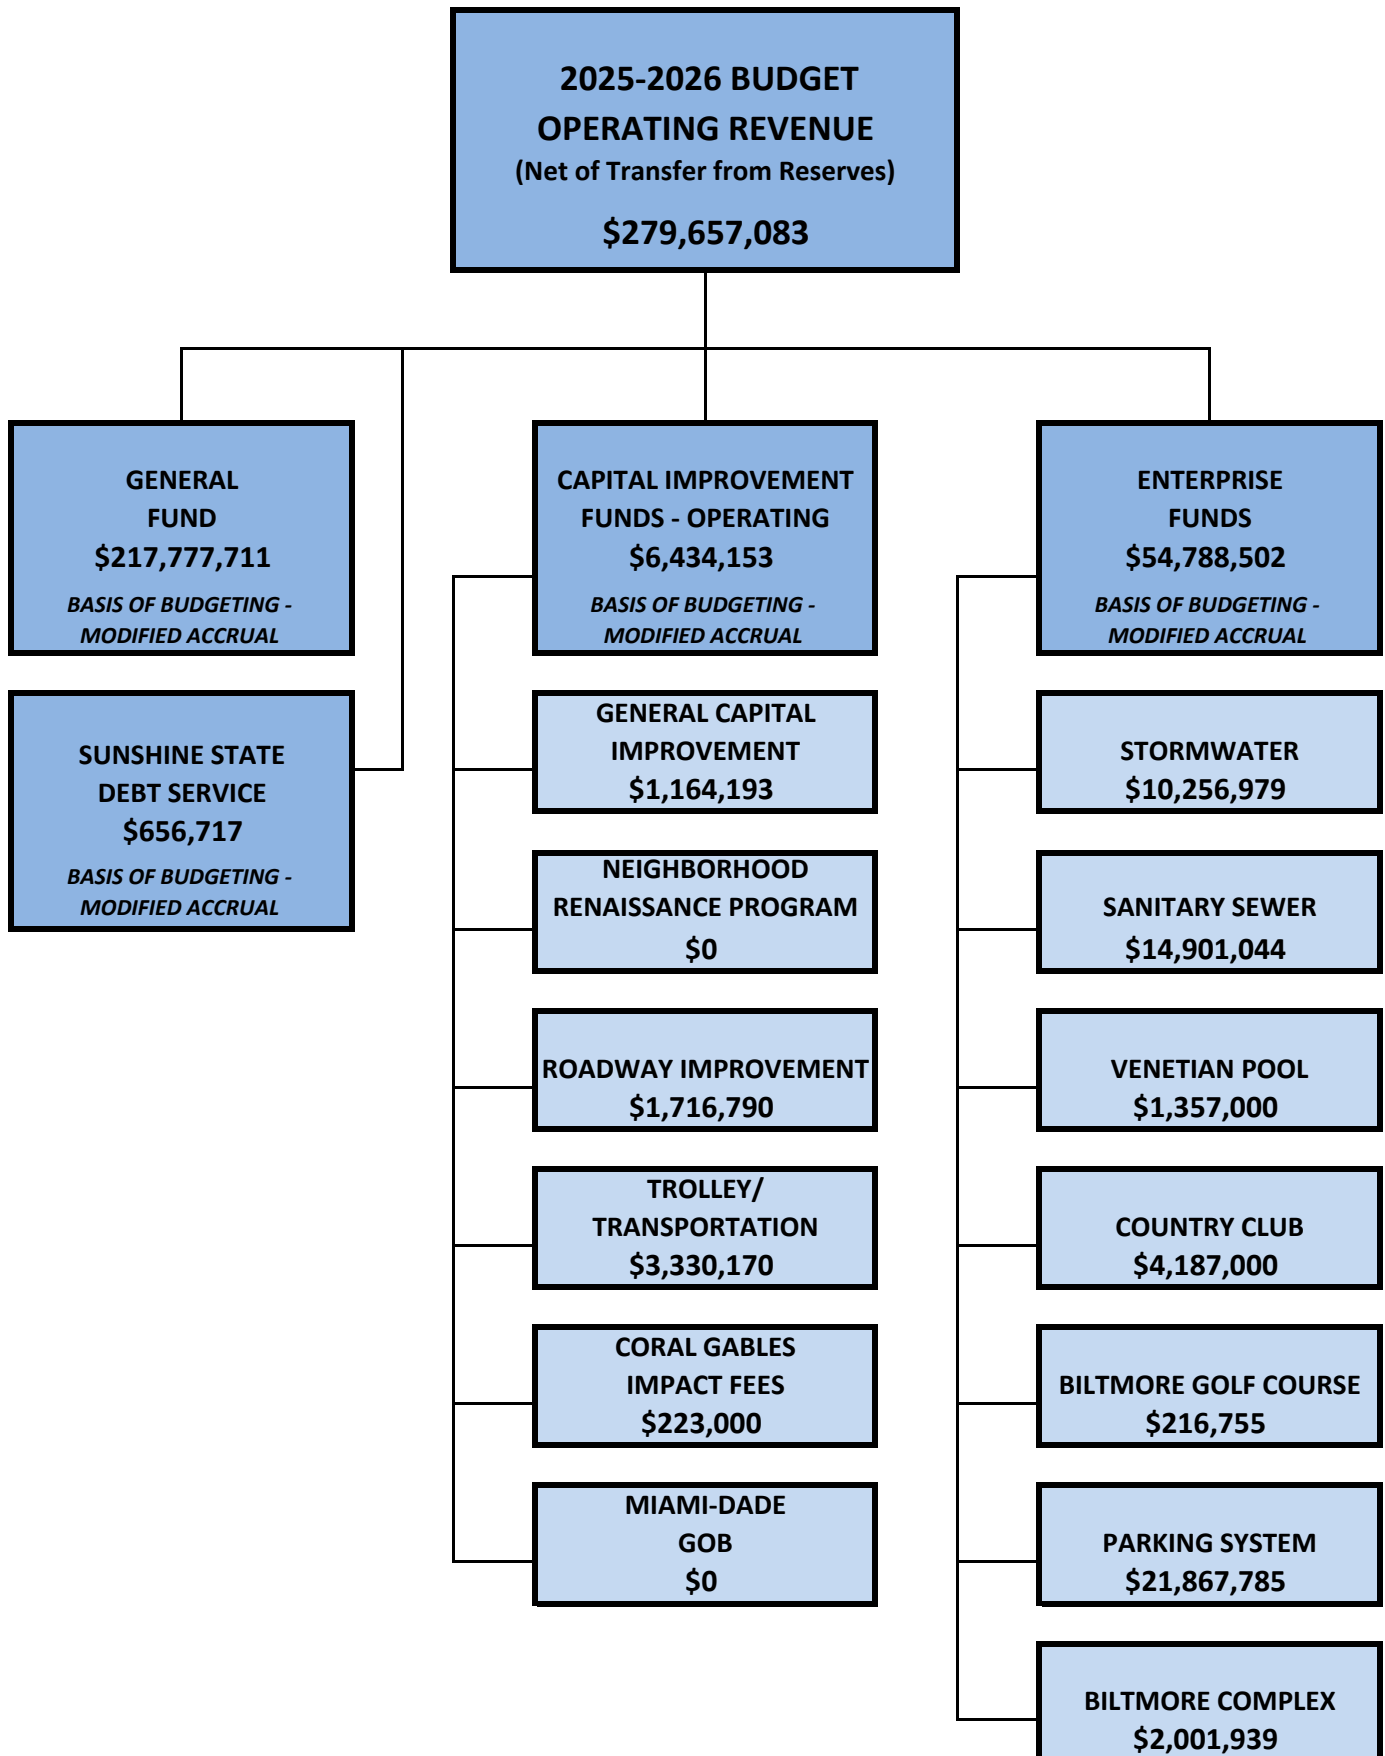 2025-2026 BUDGET
OPERATING REVENUE
(Net of Transfer from Reserves)
$279,657,083
GENERAL
FUND
$217,777,711
BASIS OF BUDGETING -
MODIFIED ACCRUAL
SUNSHINE STATE
DEBT SERVICE
$656,717
BASIS OF BUDGETING -
MODIFIED ACCRUAL
CAPITAL IMPROVEMENT
FUNDS - OPERATING
$6,434,153
BASIS OF BUDGETING -
MODIFIED ACCRUAL
GENERAL CAPITAL
IMPROVEMENT
$1,164,193
NEIGHBORHOOD
RENAISSANCE PROGRAM
$0
ROADWAY IMPROVEMENT
$1,716,790
TROLLEY/
TRANSPORTATION
$3,330,170
CORAL GABLES
IMPACT FEES
$223,000
MIAMI-DADE
GOB
$0
ENTERPRISE
FUNDS
$54,788,502
BASIS OF BUDGETING -
MODIFIED ACCRUAL
STORMWATER
$10,256,979
SANITARY SEWER
$14,901,044
VENETIAN POOL
$1,357,000
COUNTRY CLUB
$4,187,000
BILTMORE GOLF COURSE
$216,755
PARKING SYSTEM
$21,867,785
BILTMORE COMPLEX
$2,001,939